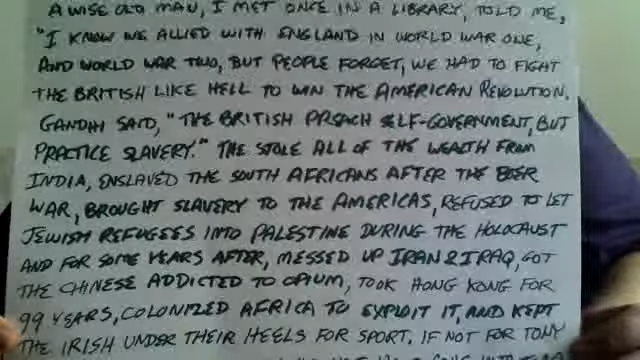 A WISE OLD MAN, I MET ONCE IN A LIBRARY, TOLD ME,
"I KNOW WE ALLIED WITH ENGLAND IN WORLD WAR ONE,
AND WORLD WAR TWO, BUT PEOPLE FORGET, WE HAD TO FIGHT
THE BRITISH LIKE HELL TO WIN THE AMERICAN REVOLUTION.
GANDHI SAID, "THE BRITISH PREACH SELF-GOVERNMENT, BUT
PRACTICE SLAVERY." THE STOLE ALL OF THE WEALTH FROM
INDIA, ENSLAVED THE SOUTH AFRICANS AFTER THE BOER
WAR, BROUGHT SLAVERY TO THE AMERICAS, REFUSED TO LET
JEWISH REFUGEES INTO PALESTINE DURING THE HOLOCAUST
AND FOR SOME YEARS AFTER, MESSED UP IRAN & IRAQ, GOT
THE CHINESE ADDICTED TO OPIUM, TOOK HONG KONG FOR
99 YEARS, COLONIZED AFRICA TO EXPLOIT IT, AND KEPT
THE IRISH UNDER THEIR HEELS FOR SPORT. IF NOT FOR TONY